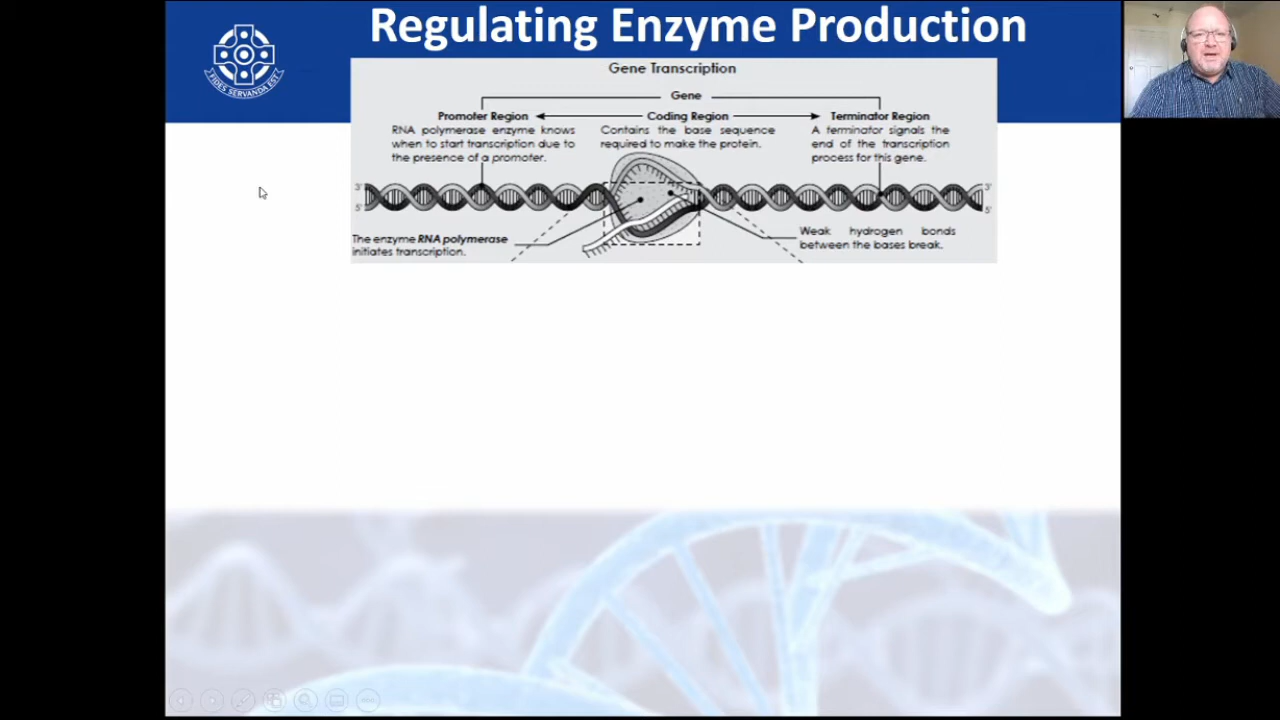 Regulating Enzyme Production
FIDES SERVANDA EST
Gene Transcription
Gene
Promoter Region
Coding Region
Terminator Region
RNA polymerase enzyme knows
when to start transcription due to
the presence of a promoter.
Contains the base sequence
required to make the protein.
A terminator signals the
end of the transcription
process for this gene.
3'
5'
3'
5'
The enzyme RNA polymerase
initiates transcription.
Weak hydrogen bonds
between the bases break.